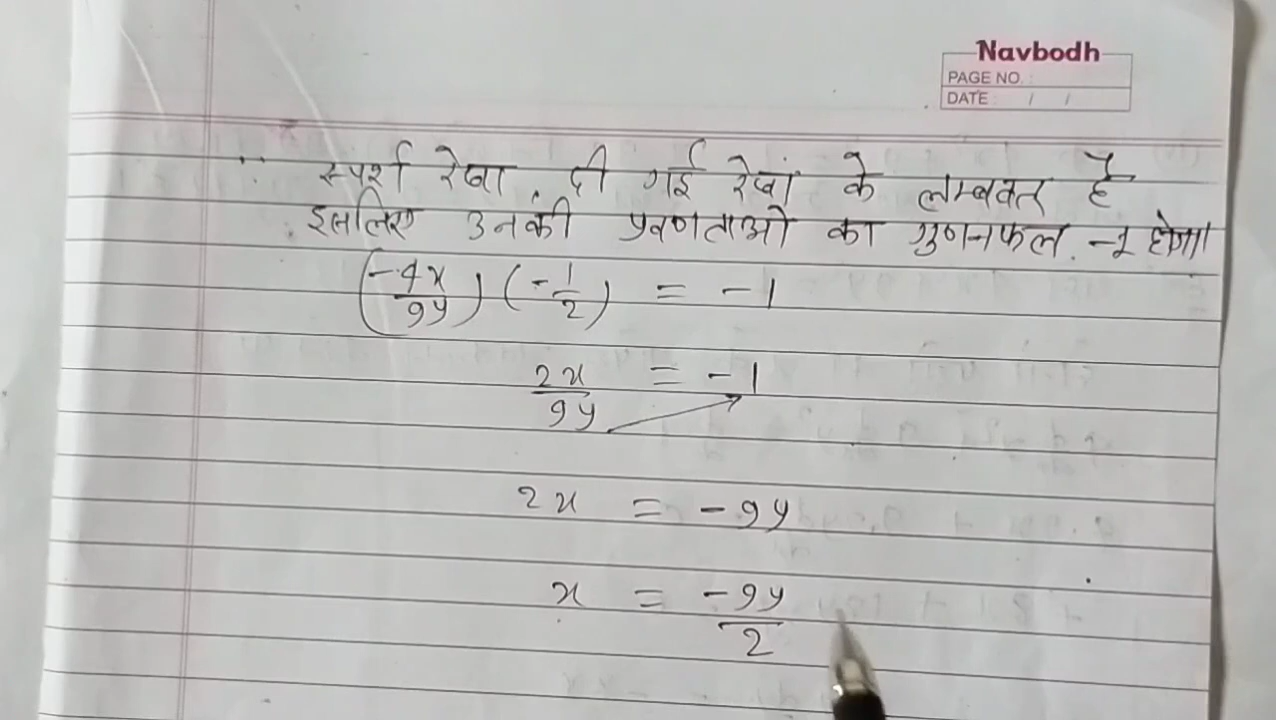 Navbodh
PAGE NO. :
DATE : / /
∵ स्पर्श रेखा दी गई रेखां के लम्बवत है
इसलिए उनकी प्रवणताओ का गुणनफल -1 होगा
(-4x/9y) (-1/2) = -1
2x/9y = -1
2x = -9y
x = -9y/2